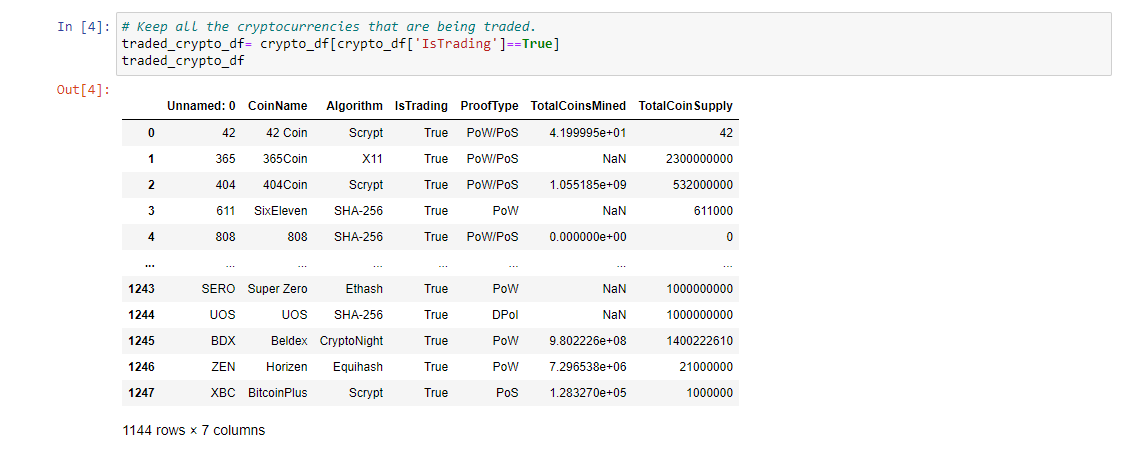 In [4]: # Keep all the cryptocurrencies that are being traded.
traded_crypto_df= crypto_df[crypto_df['IsTrading']==True]
traded_crypto_df
Out[4]:
Unnamed: 0 CoinName Algorithm IsTrading ProofType TotalCoinsMined TotalCoinSupply
0 42 42 Coin Scrypt True PoW/PoS 4.199995e+01 42
1 365 365Coin X11 True PoW/PoS NaN 2300000000
2 404 404Coin Scrypt True PoW/PoS 1.055185e+09 532000000
3 611 SixEleven SHA-256 True PoW NaN 611000
4 808 808 SHA-256 True PoW/PoS 0.000000e+00 0
... ... ... ... ... ... ... ...
1243 SERO Super Zero Ethash True PoW NaN 1000000000
1244 UOS UOS SHA-256 True DPoI NaN 1000000000
1245 BDX Beldex CryptoNight True PoW 9.802226e+08 1400222610
1246 ZEN Horizen Equihash True PoW 7.296538e+06 21000000
1247 XBC BitcoinPlus Scrypt True PoS 1.283270e+05 1000000
1144 rows × 7 columns